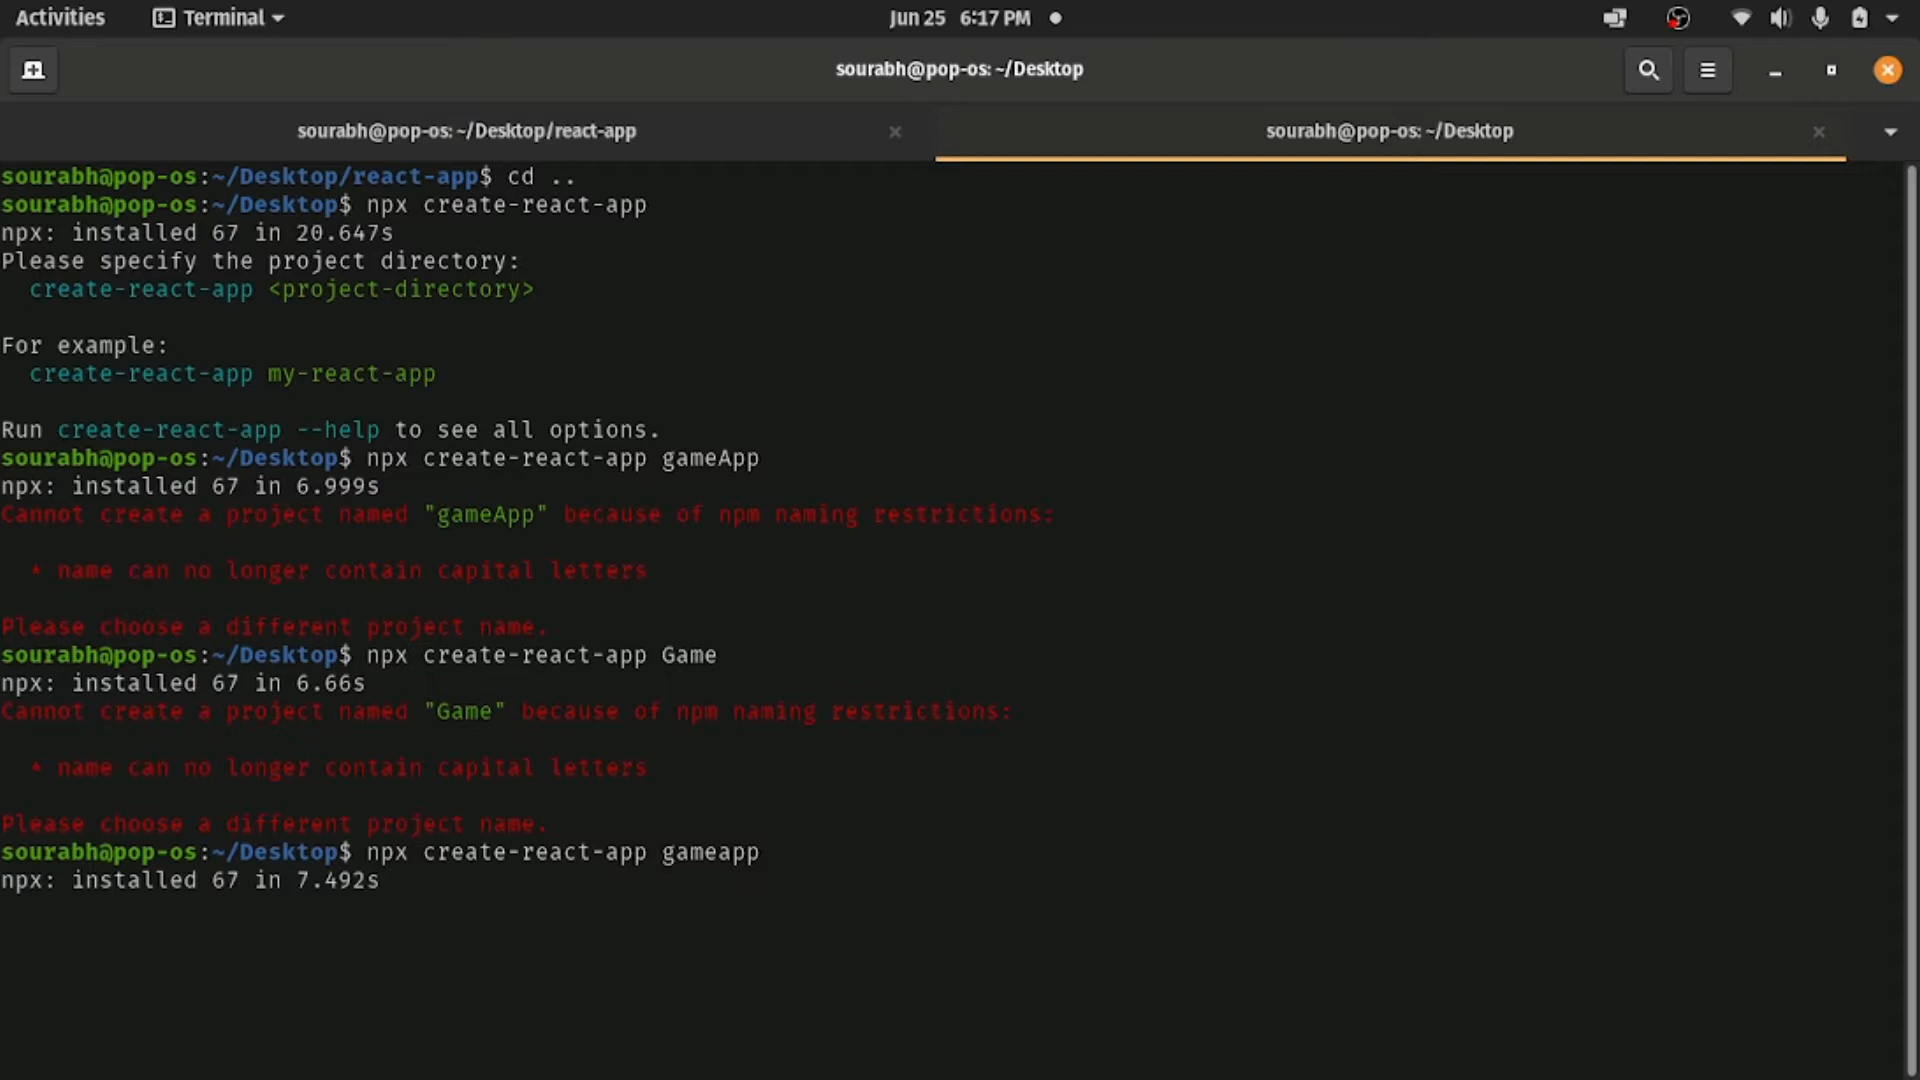 Activities Terminal Jun 25 6:17 PM
sourabh@pop-os: ~/Desktop
sourabh@pop-os: ~/Desktop/react-app sourabh@pop-os: ~/Desktop
sourabh@pop-os:~/Desktop/react-app$ cd ..
sourabh@pop-os:~/Desktop$ npx create-react-app
npx: installed 67 in 20.647s
Please specify the project directory:
create-react-app <project-directory>
For example:
create-react-app my-react-app
Run create-react-app --help to see all options.
sourabh@pop-os:~/Desktop$ npx create-react-app gameApp
npx: installed 67 in 6.999s
Cannot create a project named "gameApp" because of npm naming restrictions:
* name can no longer contain capital letters
Please choose a different project name.
sourabh@pop-os:~/Desktop$ npx create-react-app Game
npx: installed 67 in 6.66s
Cannot create a project named "Game" because of npm naming restrictions:
* name can no longer contain capital letters
Please choose a different project name.
sourabh@pop-os:~/Desktop$ npx create-react-app gameapp
npx: installed 67 in 7.492s